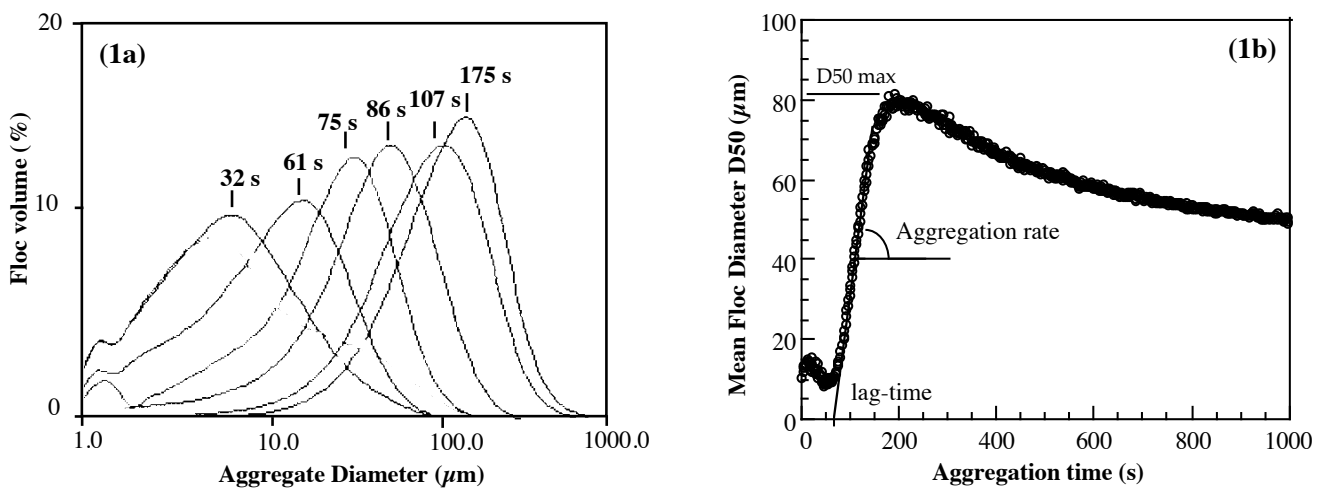 20
(1a)
175 s
107 s
86 s
75 s
61 s
32 s
10
0
Floc volume (%)
1.0
10.0
100.0
1000.0
Aggregate Diameter (µm)
100
(1b)
D50 max
80
60
Aggregation rate
40
20
lag-time
0
Mean Floc Diameter D50 (µm)
0
200
400
600
800
1000
Aggregation time (s)